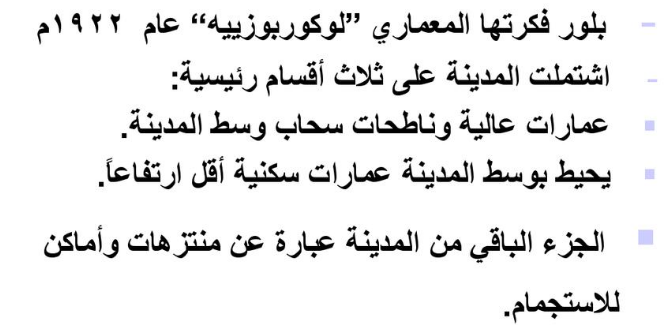 - بلور فكرتها المعماري ”لوكوربوزييه“ عام ١٩٢٢م
- اشتملت المدينة على ثلاث أقسام رئيسية:
▪ عمارات عالية وناطحات سحاب وسط المدينة.
▪ يحيط بوسط المدينة عمارات سكنية أقل ارتفاعاً.
▪ الجزء الباقي من المدينة عبارة عن منتزهات وأماكن
للاستجمام.